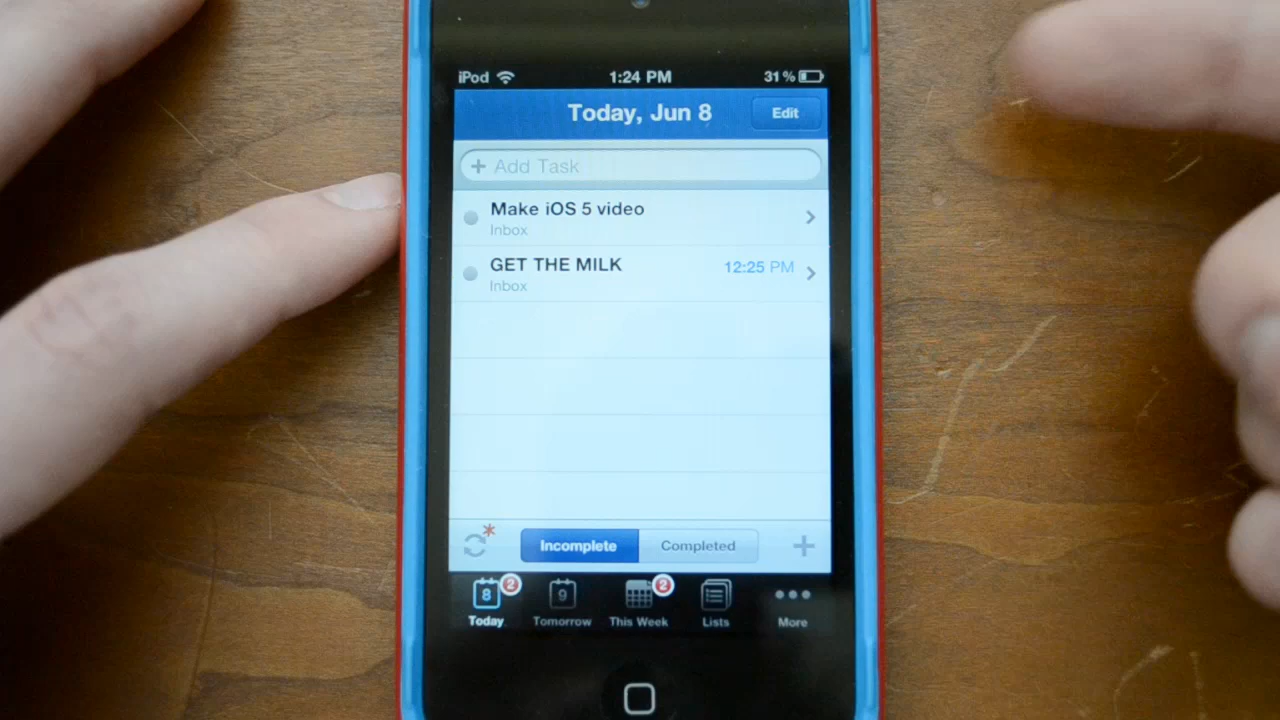 iPod 1:24 PM 31%
Today, Jun 8 Edit
+ Add Task
Make iOS 5 video
Inbox
GET THE MILK 12:25 PM
Inbox
Incomplete Completed +
8 2 9 2
Today Tomorrow This Week Lists More